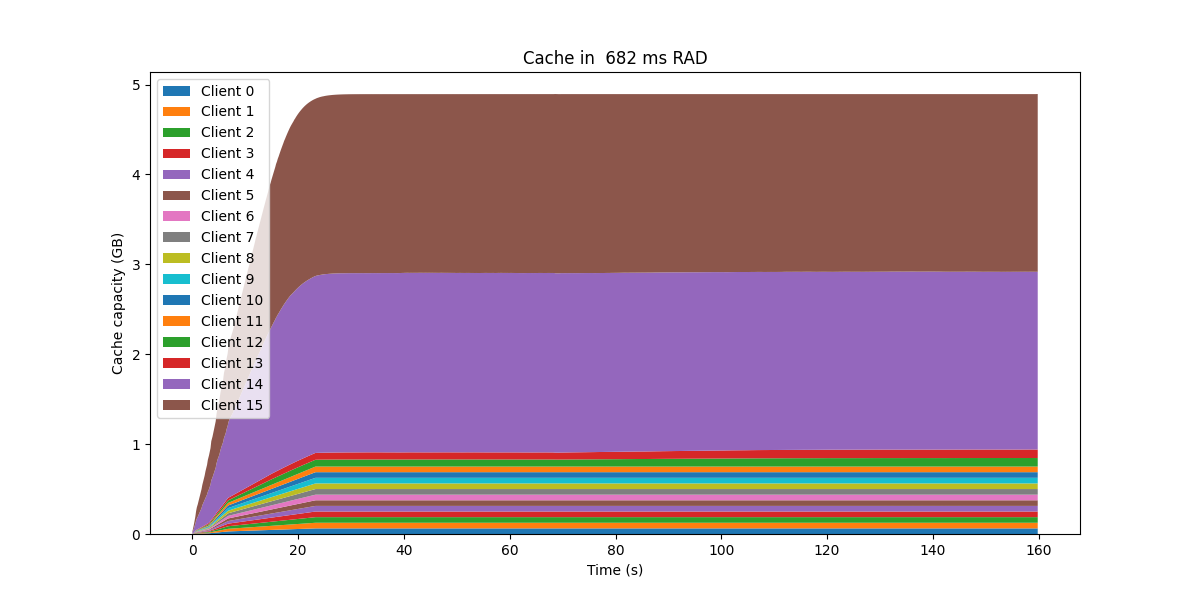 Cache in  682 ms RAD
Cache capacity (GB)
5
4
3
2
1
0
Client 0
Client 1
Client 2
Client 3
Client 4
Client 5
Client 6
Client 7
Client 8
Client 9
Client 10
Client 11
Client 12
Client 13
Client 14
Client 15
0 20 40 60 80 100 120 140 160
Time (s)